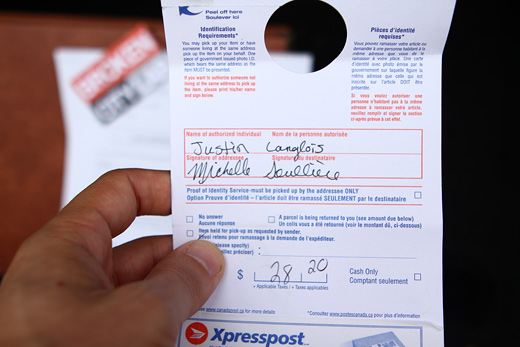 Peel off here
Soulever ici
Identification
Requirements*
You may pick up your item or have
someone living at the same address
pick up the item on your behalf. One
piece of government issued photo I.D.
which bears the same address as the
item MUST be presented.
If you want to authorize someone not
living at the same address to pick up
the item, please print his/her name
and sign below.
Pièces d'identité
requises*
Vous pouvez ramasser votre article ou
demander à une personne habitant à la
même adresse que vous de le
ramasser à votre place. Une carte
d'identité avec photo émise par le
gouvernement sur laquelle figure la
même adresse que celle qui est
inscrite sur l'article DOIT être
présentée.
Si vous voulez autoriser une
personne n'habitant pas à la même
adresse à ramasser votre article,
veuillez remplir et signer la section
ci-après prévue à cet effet.
Name of authorized individual Nom de la personne autorisée
Justin Langlois
Signature of addressee Signature du destinataire
Michelle Soullière
Proof of Identity Service-must be picked up by the addressee ONLY
Option Preuve d'identité – l'article doit être ramassé SEULEMENT par le destinataire
No answer
Aucune réponse
A parcel is being returned to you (see amount due below)
Un colis vous a été retourné (voir le montant dû, ci-dessous)
Item held for pick-up as requested by sender.
Envoi retenu pour ramassage à la demande de l'expéditeur.
please specify) :
$ 28 20
+ Applicable Taxes / + Taxes applicables
Cash Only
Comptant seulement
www.canadapost.ca for more details
*Consultez www.postescanada.ca pour plus d'information
Xpresspost